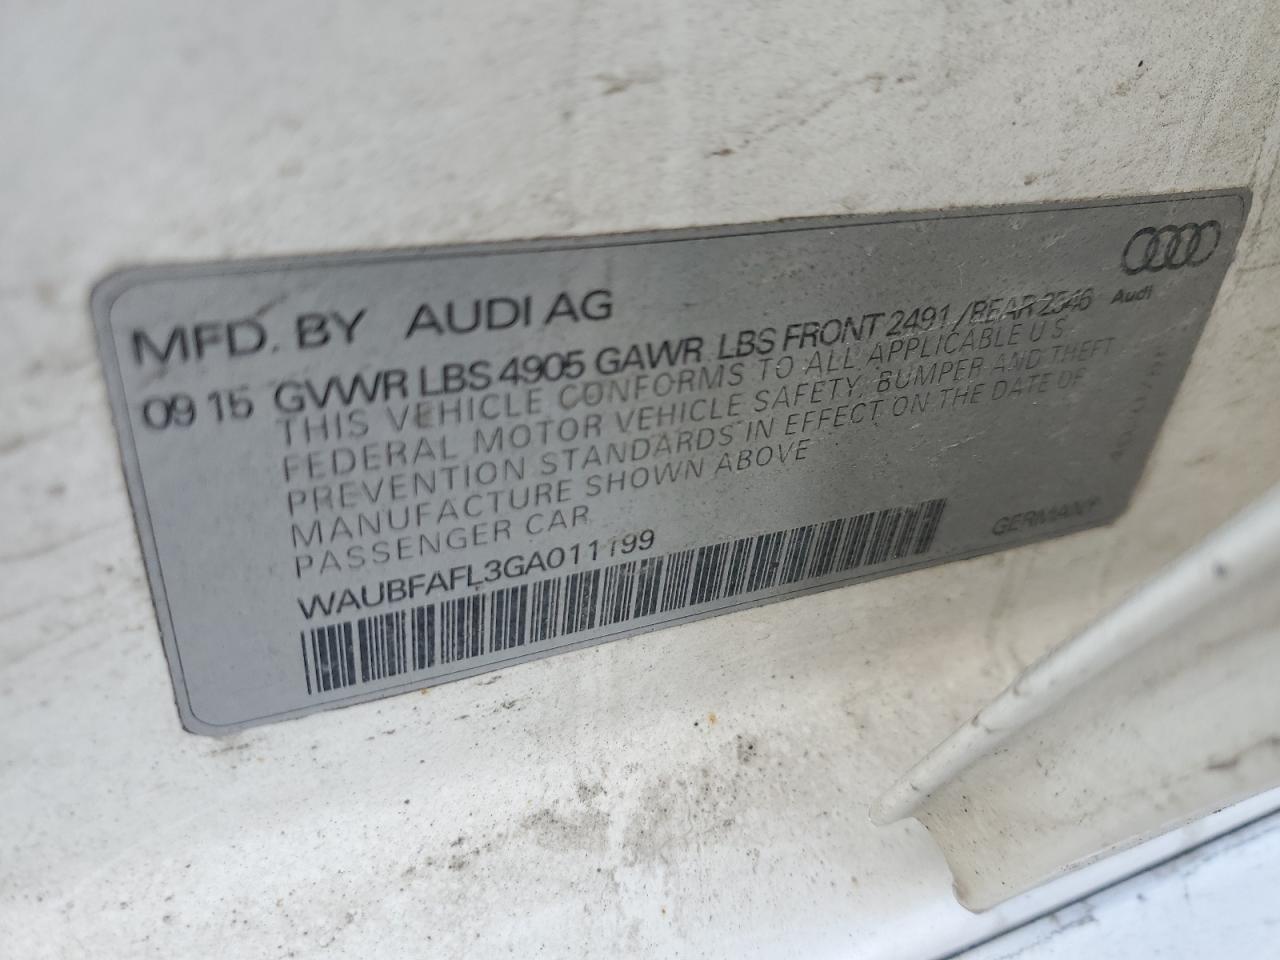 MFD. BY AUDI AG
09 15 GVWR LBS 4905 GAWR LBS FRONT 2491 / REAR 2546
Audi
THIS VEHICLE CONFORMS TO ALL APPLICABLE U S
FEDERAL MOTOR VEHICLE SAFETY, BUMPER AND THEFT
PREVENTION STANDARDS IN EFFECT ON THE DATE OF
MANUFACTURE SHOWN ABOVE
PASSENGER CAR
WAUBFAFL3GA011199
GERMANY